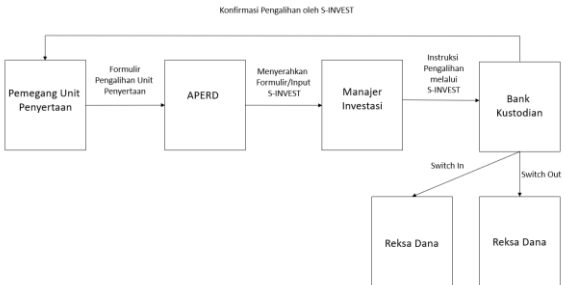 Konfirmasi Pengalihan oleh S-INVEST
Formulir
Pengalihan Unit
Penyertaan
Menyerahkan
Formulir/Input
S-INVEST
Instruksi
Pengalihan
melalui
S-INVEST
Pemegang Unit
Penyertaan
APERD
Manajer
Investasi
Bank
Kustodian
Switch In
Switch Out
Reksa Dana
Reksa Dana